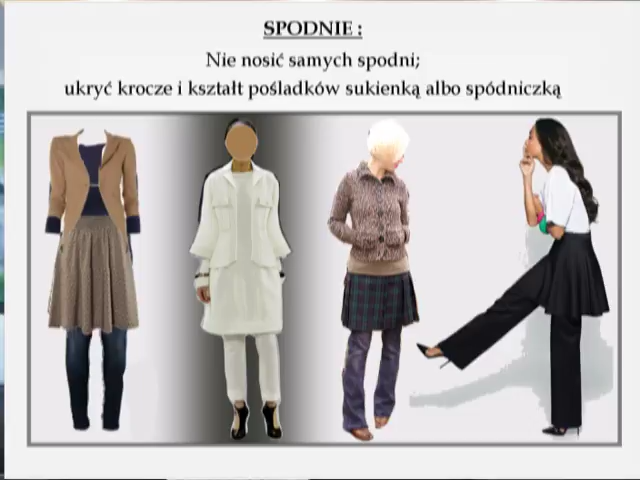 SPODNIE :
Nie nosić samych spodni;
ukryć krocze i kształt pośladków sukienką albo spódniczką